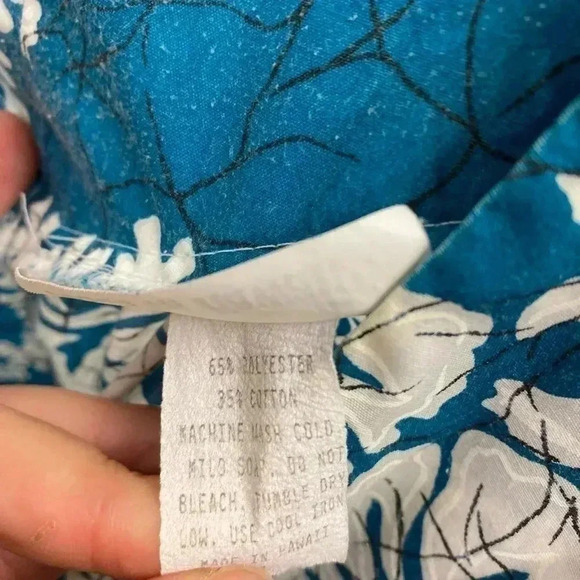 65% POLYESTER
35% COTTON
MACHINE WASH COLD
MILD SOAP. DO NOT
BLEACH. TUMBLE DRY
LOW. USE COOL IRON
MADE IN HAWAII